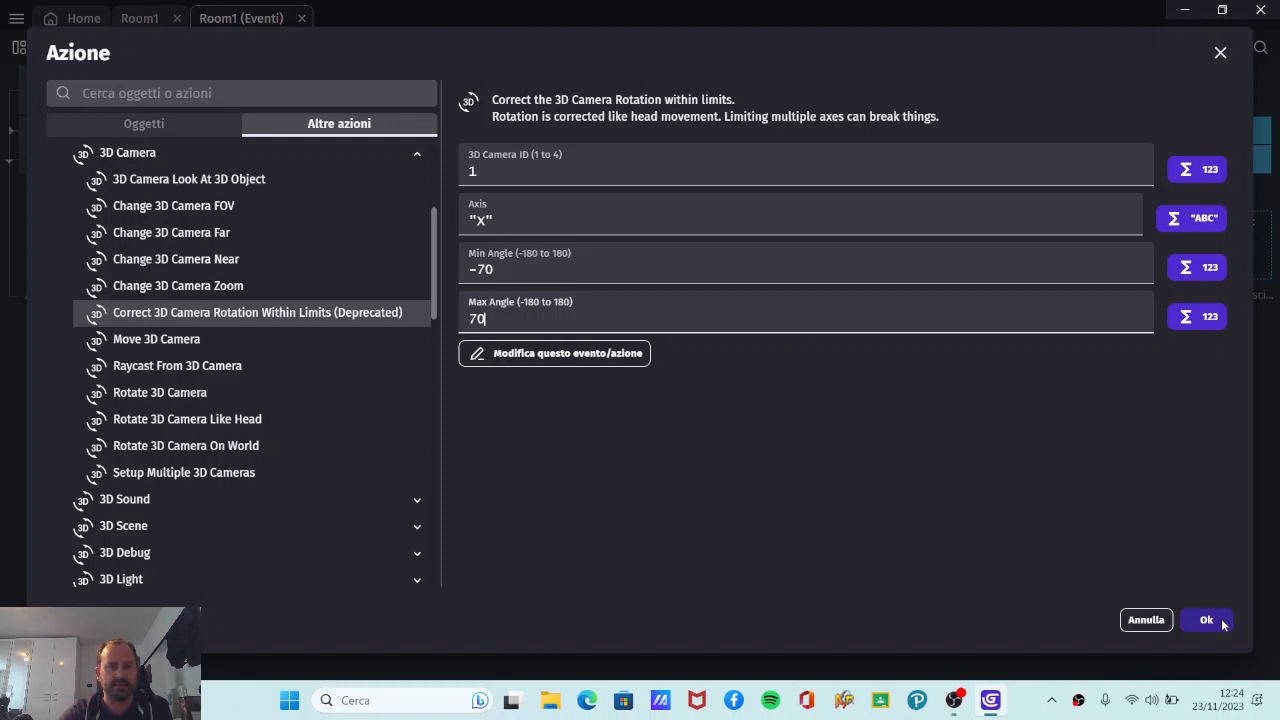 Home
Room1
Room1 (Eventi)
Azione
Cerca oggetti o azioni
Oggetti
Altre azioni
3D Camera
3D Camera Look At 3D Object
Change 3D Camera FOV
Change 3D Camera Far
Change 3D Camera Near
Change 3D Camera Zoom
Correct 3D Camera Rotation Within Limits (Deprecated)
Move 3D Camera
Raycast From 3D Camera
Rotate 3D Camera
Rotate 3D Camera Like Head
Rotate 3D Camera On World
Setup Multiple 3D Cameras
3D Sound
3D Scene
3D Debug
3D Light
Correct the 3D Camera Rotation within limits.
Rotation is corrected like head movement. Limiting multiple axes can break things.
3D Camera ID (1 to 4)
1
Σ 123
Axis
"X"
Σ "ABC"
Min Angle (-180 to 180)
-70
Σ 123
Max Angle (-180 to 180)
70
Σ 123
Modifica questo evento/azione
Annulla
Ok
Cerca
12:24
23/11/2023